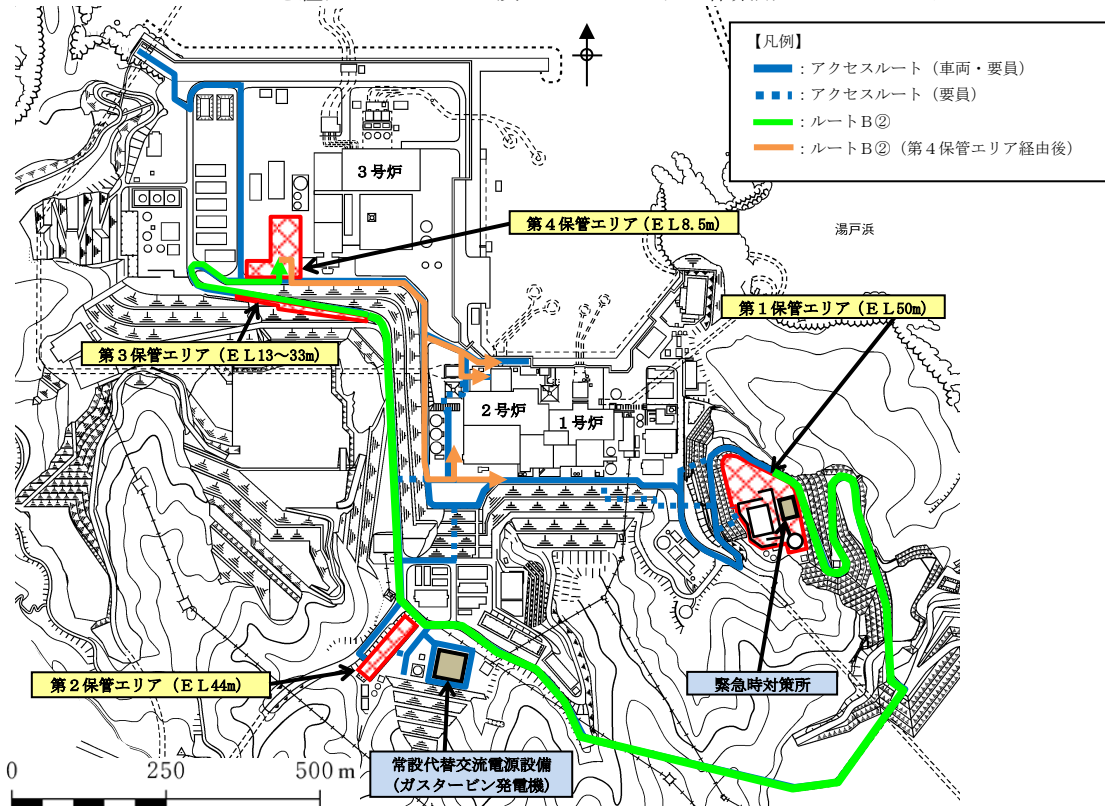 【凡例】
：アクセスルート（車両・要員）
：アクセスルート（要員）
：ルートＢ②
：ルートＢ②（第４保管エリア経由後）
３号炉
第４保管エリア（ＥＬ8.5m）
湯戸浜
第１保管エリア（ＥＬ50m）
第３保管エリア（ＥＬ13～33m）
２号炉
１号炉
第２保管エリア（ＥＬ44m）
緊急時対策所
常設代替交流電源設備
（ガスタービン発電機）
0 250 500 m